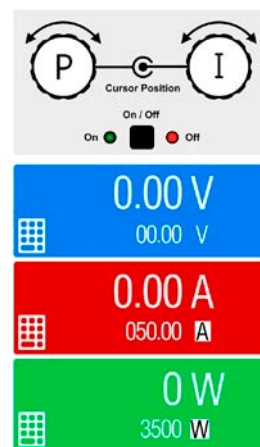 P I
Cursor Position
On / Off
On Off
0.00 V
00.00 V
0.00 A
050.00 A
0 W
3500 W